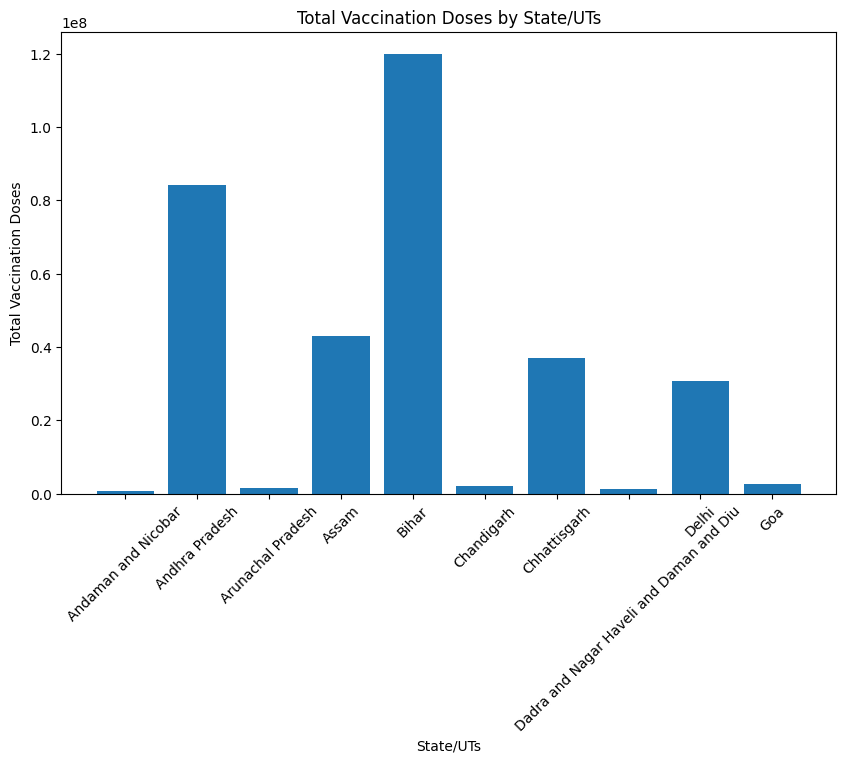 Total Vaccination Doses by State/UTs
1e8
1.2
1.0
0.8
0.6
0.4
0.2
0.0
Total Vaccination Doses
Andaman and Nicobar
Andhra Pradesh
Arunachal Pradesh
Assam
Bihar
Chandigarh
Chhattisgarh
Dadra and Nagar Haveli and Daman and Diu
Delhi
Goa
State/UTs